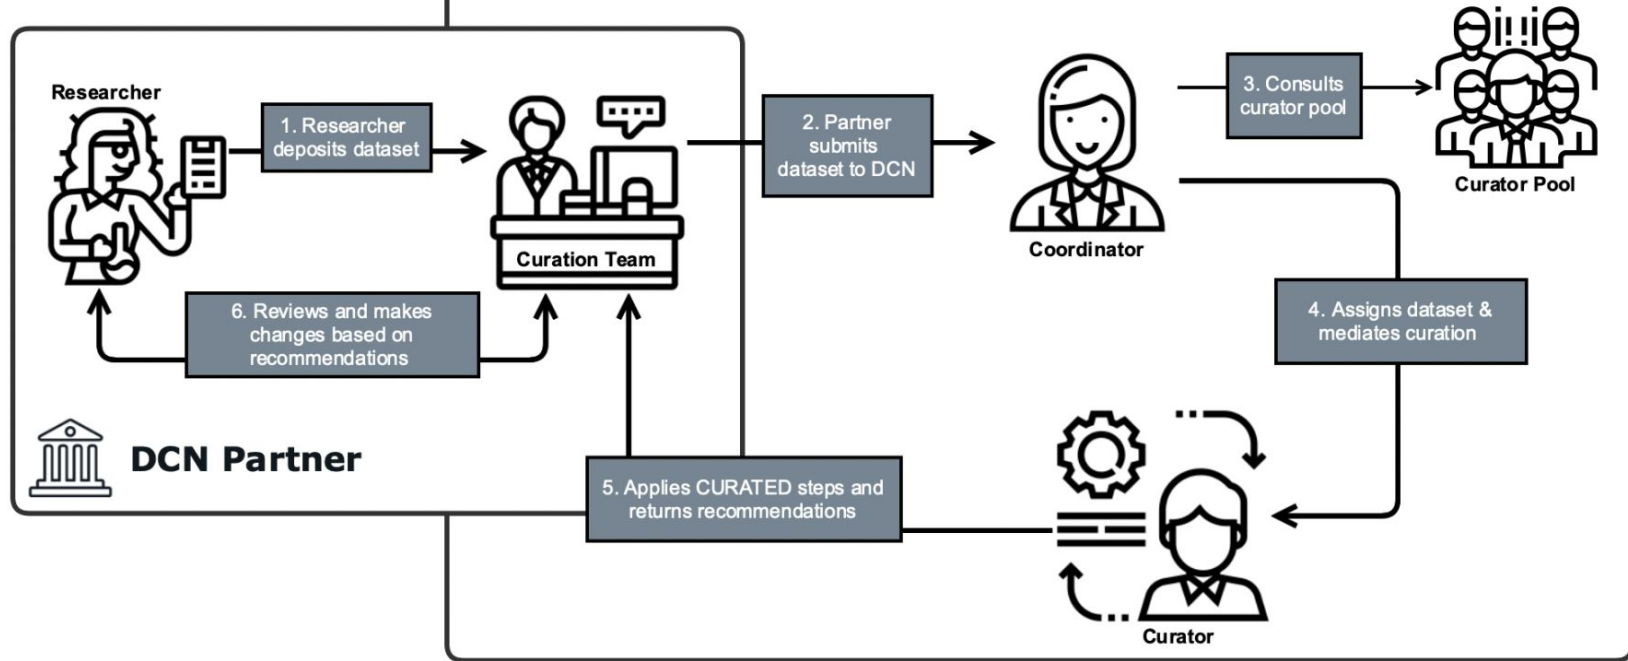 Researcher
1. Researcher
deposits dataset
2. Partner
submits
dataset to DCN
3. Consults
curator pool
Curator Pool
Coordinator
Curation Team
4. Assigns dataset &
mediates curation
6. Reviews and makes
changes based on
recommendations
DCN Partner
5. Applies CURATED steps and
returns recommendations
Curator